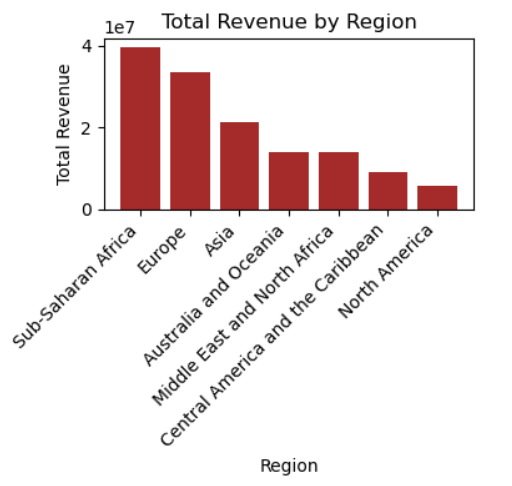 Total Revenue by Region
1e7
4
2
0
Total Revenue
Sub-Saharan Africa
Europe
Asia
Australia and Oceania
Middle East and North Africa
Central America and the Caribbean
North America
Region